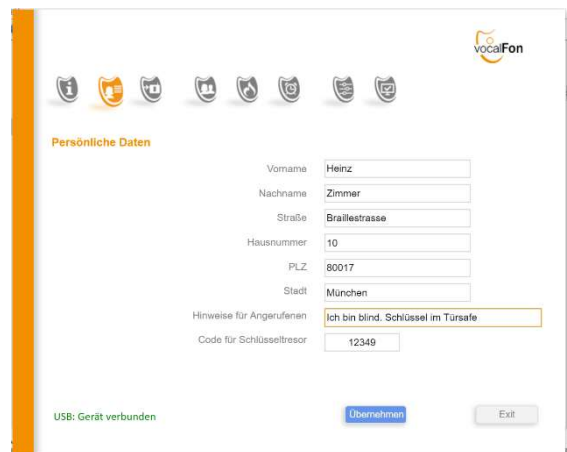 vocalFon
Persönliche Daten
Vorname Heinz
Nachname Zimmer
Straße Braillestrasse
Hausnummer 10
PLZ 80017
Stadt München
Hinweise für Angerufenen Ich bin blind. Schlüssel im Türsafe
Code für Schlüsseltresor 12349
USB: Gerät verbunden Übernehmen Exit